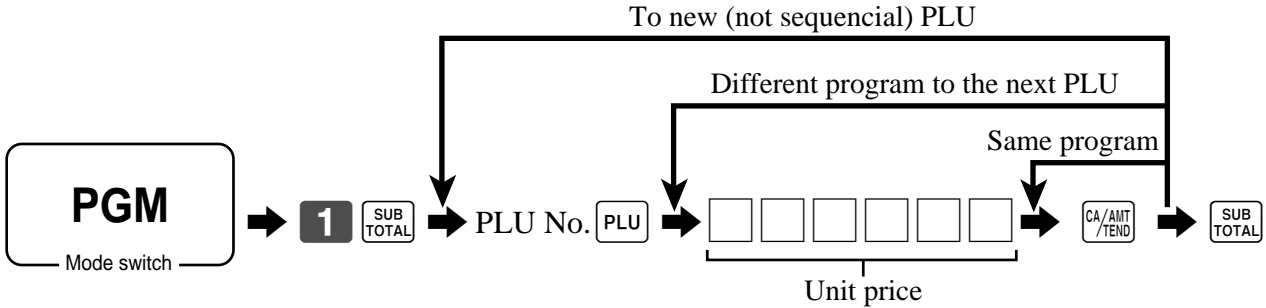 To new (not sequencial) PLU
Different program to the next PLU
Same program
PGM
Mode switch
1
SUB
TOTAL
PLU No.
PLU
CA/AMT
TEND
SUB
TOTAL
Unit price